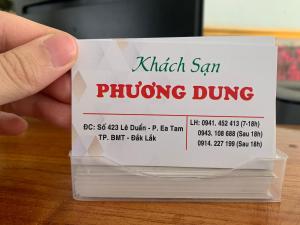 Khách Sạn
PHƯƠNG DUNG
ĐC: Số 423 Lê Duẩn - P. Ea Tam
TP. BMT - Đắk Lắk
LH: 0941. 452 413 (7-18h)
0943. 108 688 (Sau 18h)
0914. 227 199 (Sau 18h)